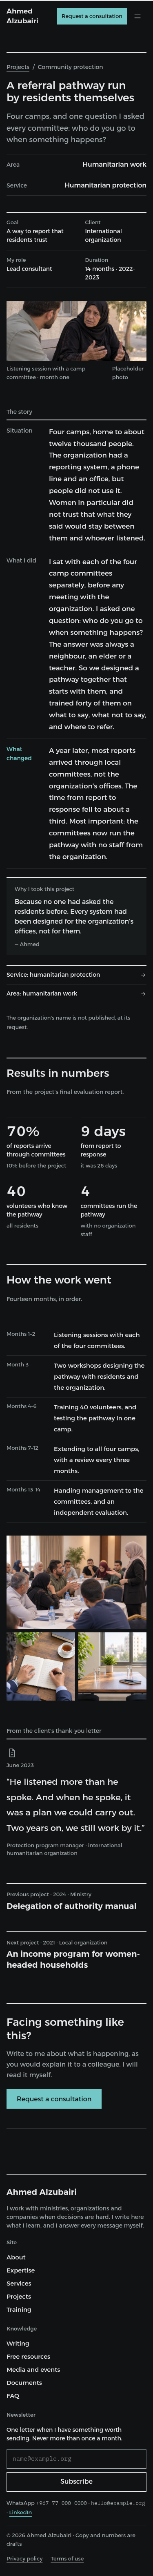 Ahmed
Alzubairi
Request a consultation
Projects / Community protection
A referral pathway run
by residents themselves
Four camps, and one question I asked
every committee: who do you go to
when something happens?
Area
Humanitarian work
Service
Humanitarian protection
Goal
A way to report that
residents trust
Client
International
organization
My role
Lead consultant
Duration
14 months · 2022–
2023
Listening session with a camp
committee · month one
Placeholder
photo
The story
Situation
Four camps, home to about
twelve thousand people.
The organization had a
reporting system, a phone
line and an office, but
people did not use it.
Women in particular did
not trust that what they
said would stay between
them and whoever listened.
What I did
I sat with each of the four
camp committees
separately, before any
meeting with the
organization. I asked one
question: who do you go to
when something happens?
The answer was always a
neighbour, an elder or a
teacher. So we designed a
pathway together that
starts with them, and
trained forty of them on
what to say, what not to say,
and where to refer.
What
changed
A year later, most reports
arrived through local
committees, not the
organization's offices. The
time from report to
response fell to about a
third. Most important: the
committees now run the
pathway with no staff from
the organization.
Why I took this project
Because no one had asked the
residents before. Every system had
been designed for the organization's
offices, not for them.
— Ahmed
Service: humanitarian protection →
Area: humanitarian work →
The organization's name is not published, at its
request.
Results in numbers
From the project's final evaluation report.
70%
of reports arrive
through committees
10% before the project
9 days
from report to
response
it was 26 days
40
volunteers who know
the pathway
all residents
4
committees run the
pathway
with no organization
staff
How the work went
Fourteen months, in order.
Months 1–2
Listening sessions with each
of the four committees.
Month 3
Two workshops designing the
pathway with residents and
the organization.
Months 4–6
Training 40 volunteers, and
testing the pathway in one
camp.
Months 7–12
Extending to all four camps,
with a review every three
months.
Months 13–14
Handing management to the
committees, and an
independent evaluation.
From the client's thank-you letter
June 2023
“He listened more than he
spoke. And when he spoke, it
was a plan we could carry out.
Two years on, we still work by it.”
Protection program manager · international
humanitarian organization
Previous project · 2024 · Ministry
Delegation of authority manual
Next project · 2021 · Local organization
An income program for women-
headed households
Facing something like
this?
Write to me about what is happening, as
you would explain it to a colleague. I will
read it myself.
Request a consultation
Ahmed Alzubairi
I work with ministries, organizations and
companies when decisions are hard. I write here
what I learn, and I answer every message myself.
Site
About
Expertise
Services
Projects
Training
Knowledge
Writing
Free resources
Media and events
Documents
FAQ
Newsletter
One letter when I have something worth
sending. Never more than once a month.
name@example.org
Subscribe
WhatsApp +967 77 000 0000 · hello@example.org
· LinkedIn
© 2026 Ahmed Alzubairi · Copy and numbers are
drafts
Privacy policy
Terms of use